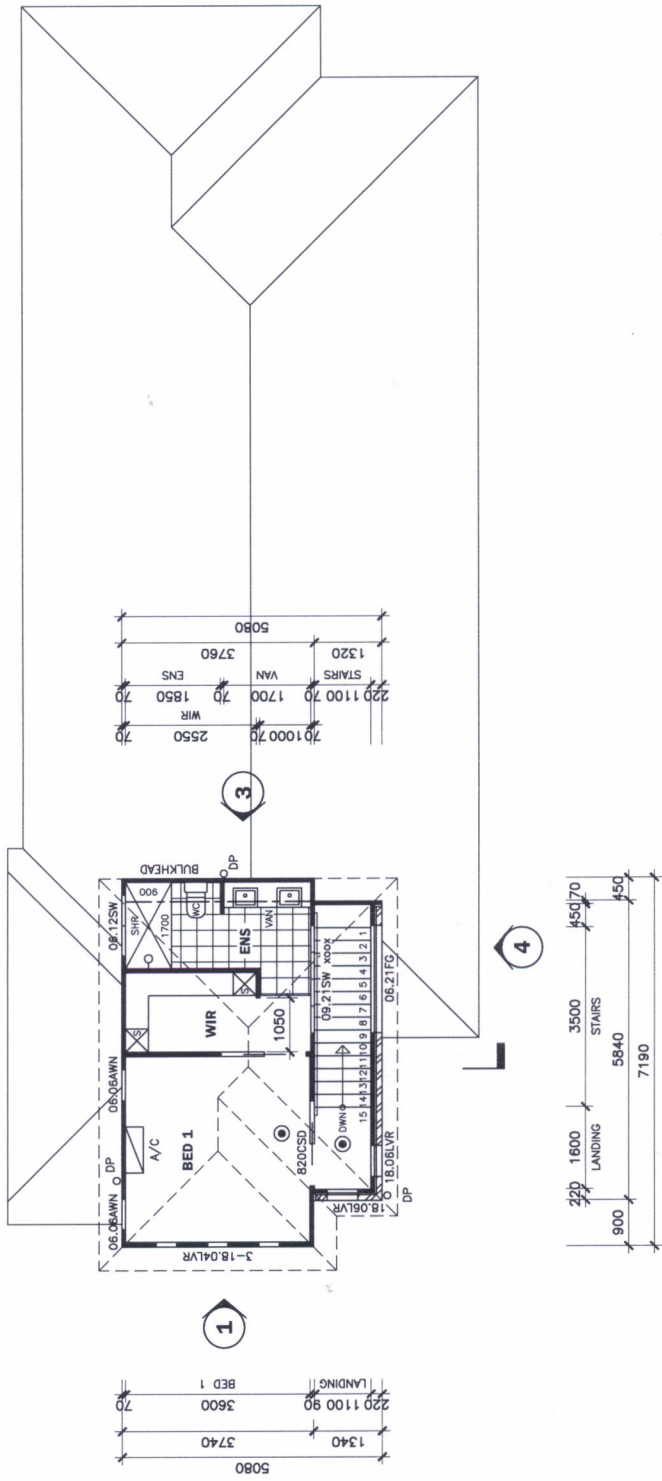 5080
3760
1320
ENS
VAN
STAIRS
70
1850
70
1700
70
1100
220
WIR
70
2550
70
1000
70
3
BULKHEAD
DP
06.12SW
SHR
900
1700
WC
ENS
VAN
S
S
WIR
1050
09.21SW
XOOX
1
2
3
4
5
6
7
8
9
10
11
12
13
14
15
DWN
06.21FG
4
06.06AWN
06.06AWN
DP
A/C
BED 1
820CSD
18.06LVR
18.06LVR
DP
3-18.04LVR
1
70
3600
90
1100
220
BED 1
LANDING
3740
1340
5080
220
1600
3500
450
70
LANDING
STAIRS
900
5840
450
7190